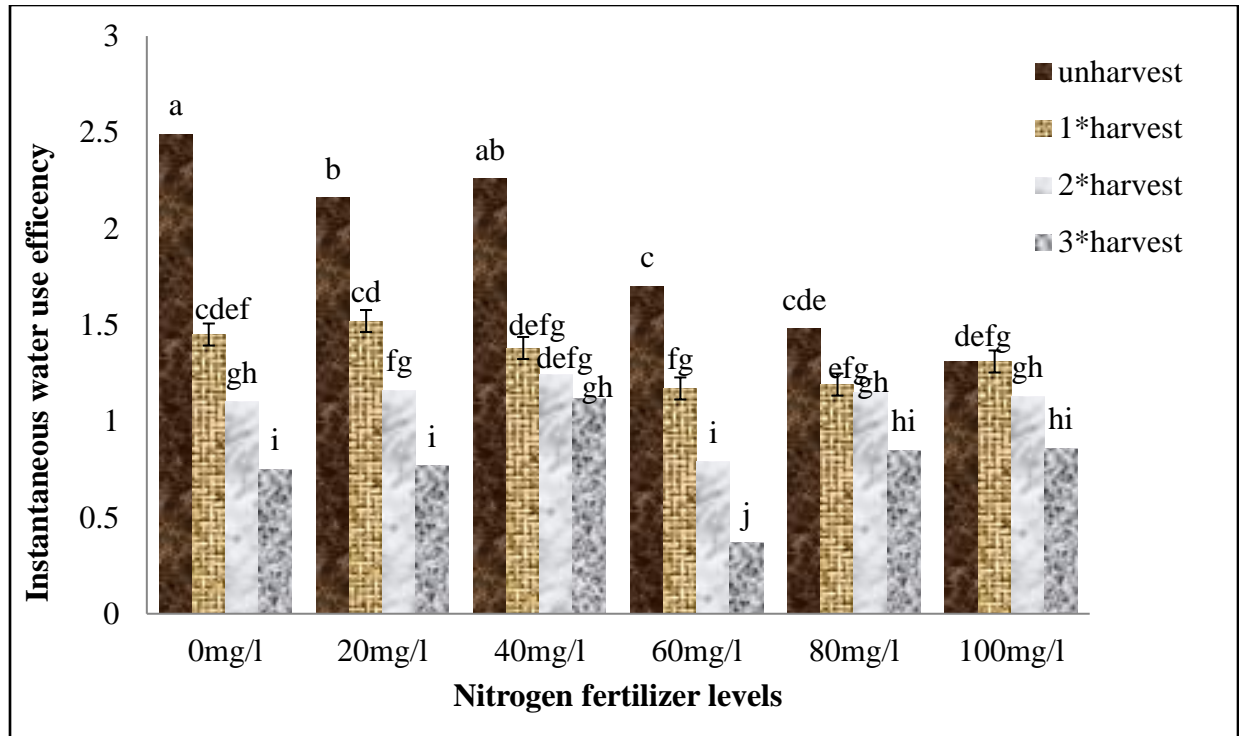 3
2.5
2
1.5
1
0.5
0
Instantaneous water use efficency
a
cdef
gh
i
b
cd
fg
i
ab
defg
defg
gh
c
fg
i
j
cde
efg
gh
hi
defg
gh
hi
unharvest
1*harvest
2*harvest
3*harvest
0mg/l 20mg/l 40mg/l 60mg/l 80mg/l 100mg/l
Nitrogen fertilizer levels